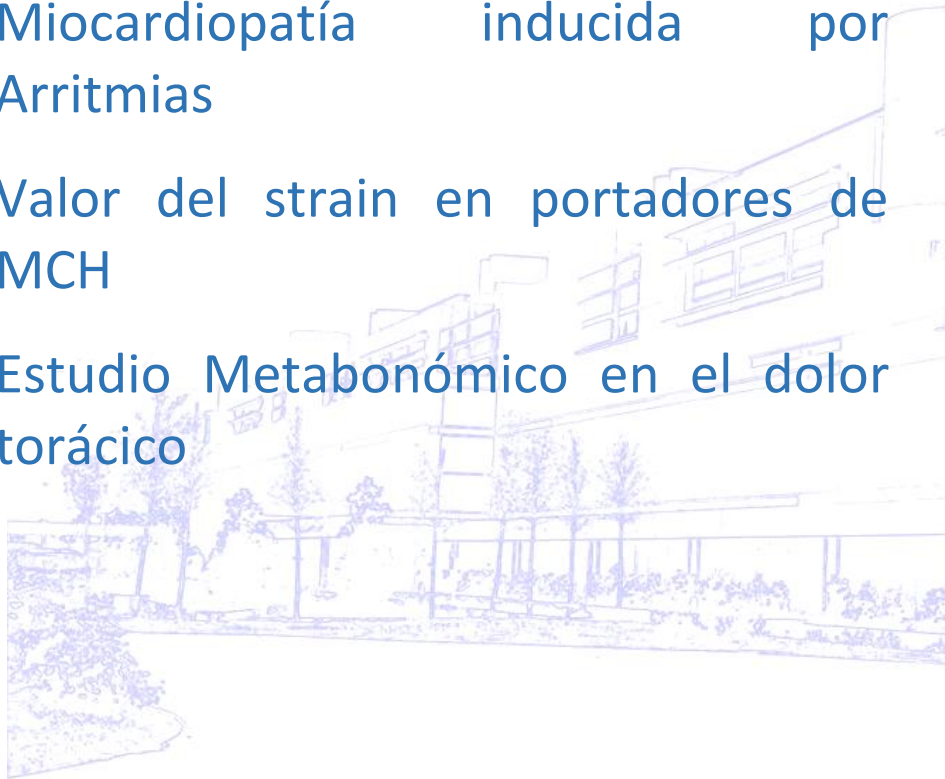 Miocardiopatía inducida por
Arritmias
Valor del strain en portadores de
MCH
Estudio Metabonómico en el dolor
torácico